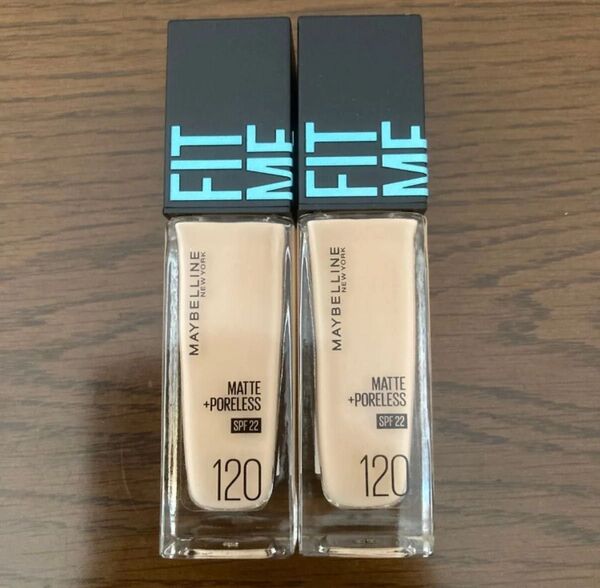 FIT
ME
MAYBELLINE
NEW YORK
MATTE
+PORELESS
SPF 22
120
FIT
ME
MAYBELLINE
NEW YORK
MATTE
+PORELESS
SPF 22
120